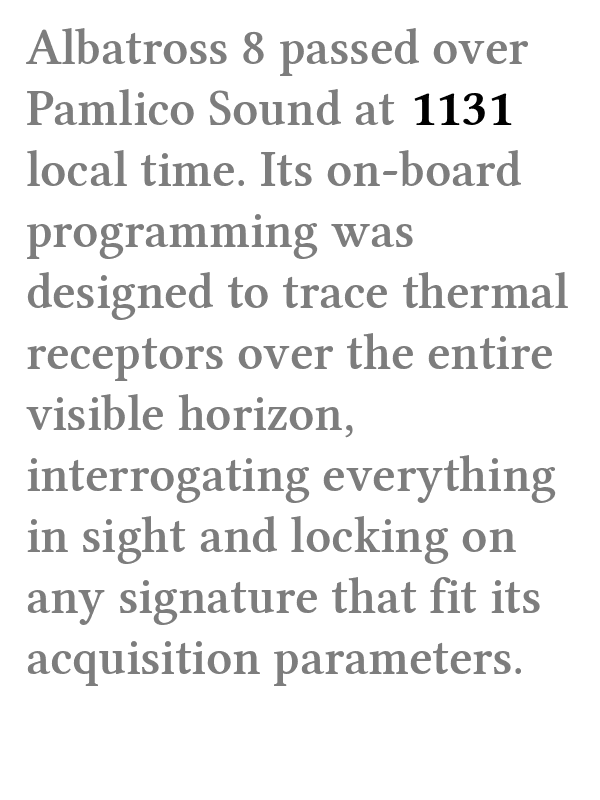 Albatross 8 passed over
Pamlico Sound at 1131
local time. Its on-board
programming was
designed to trace thermal
receptors over the entire
visible horizon,
interrogating everything
in sight and locking on
any signature that fit its
acquisition parameters.